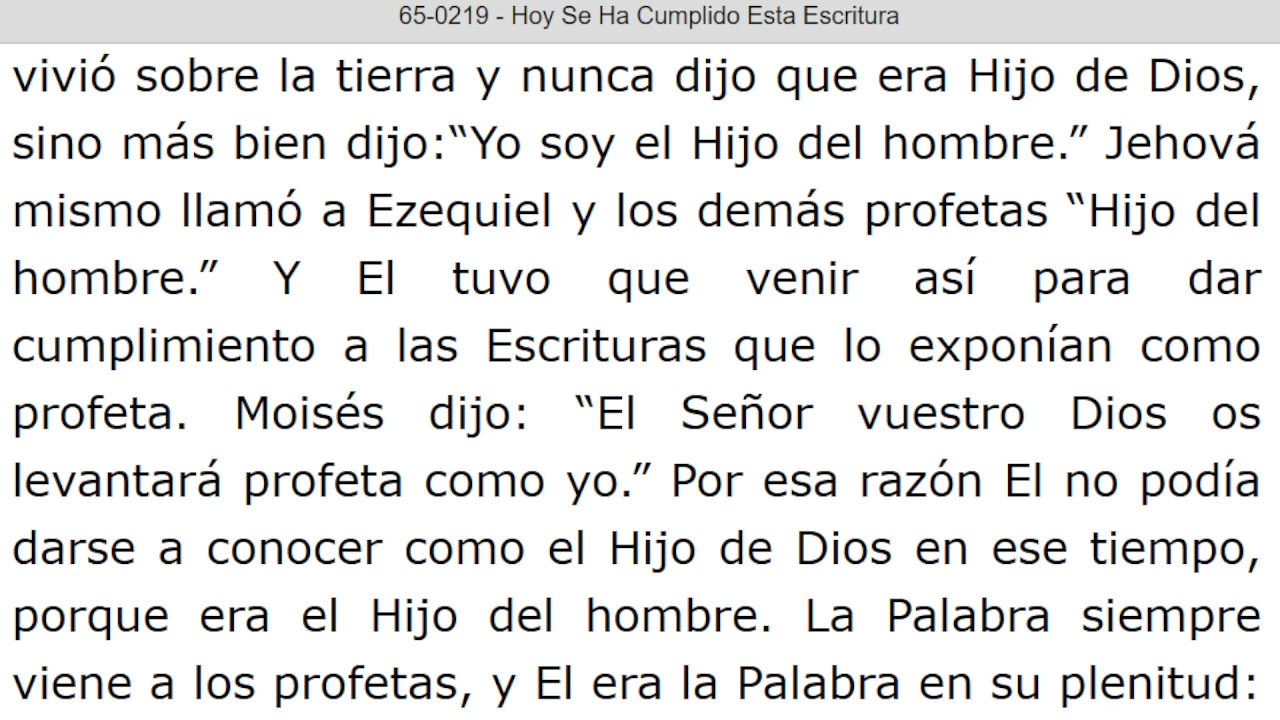 65-0219 - Hoy Se Ha Cumplido Esta Escritura
vivió sobre la tierra y nunca dijo que era Hijo de Dios,
sino más bien dijo:“Yo soy el Hijo del hombre.” Jehová
mismo llamó a Ezequiel y los demás profetas “Hijo del
hombre.” Y El tuvo que venir así para dar
cumplimiento a las Escrituras que lo exponían como
profeta. Moisés dijo: “El Señor vuestro Dios os
levantará profeta como yo.” Por esa razón El no podía
darse a conocer como el Hijo de Dios en ese tiempo,
porque era el Hijo del hombre. La Palabra siempre
viene a los profetas, y El era la Palabra en su plenitud: